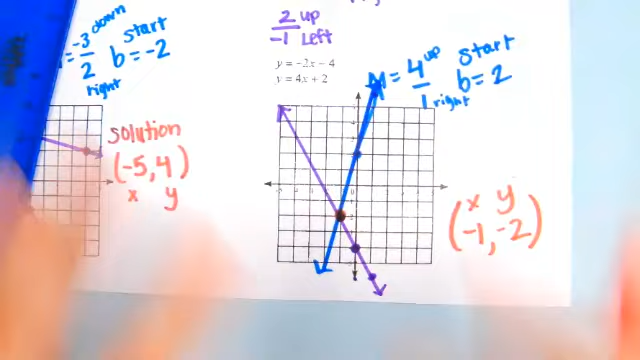 -3 down
2
right
start
b = -2
solution
(-5, 4)
x y
2 up
-1 Left
y = -2x - 4
y = 4x + 2
= 4 up
1 right
start
b = 2
x y
(-1, -2)